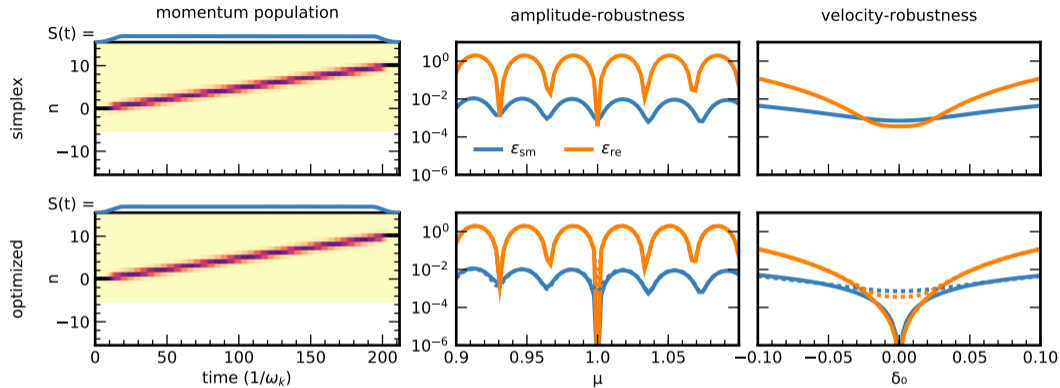 momentum population
amplitude-robustness
velocity-robustness
S(t) =
simplex
n
10
0
−10
10⁰
10⁻²
10⁻⁴
10⁻⁶
ε_sm
ε_re
S(t) =
optimized
n
10
0
−10
0
50
100
150
200
time (1/ω_k)
10⁰
10⁻²
10⁻⁴
10⁻⁶
0.9
0.95
1.0
1.05
μ
−0.10
−0.05
0.00
0.05
0.10
δ₀